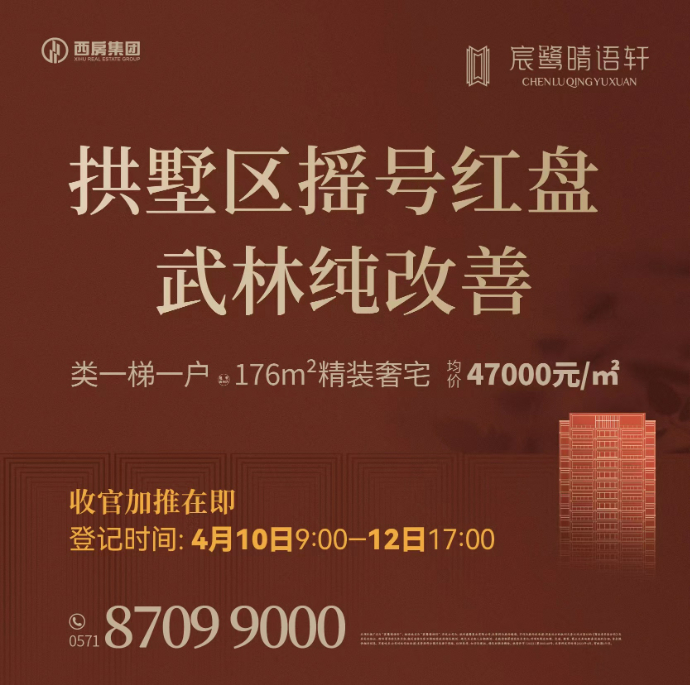 西房集团
XIHU REAL ESTATE GROUP
宸鹭晴语轩
CHENLUQINGYUXUAN
拱墅区摇号红盘
武林纯改善
类一梯一户 176m²精装奢宅 均价 47000元/㎡
收官加推在即
登记时间: 4月10日9:00—12日17:00
0571 8709 9000